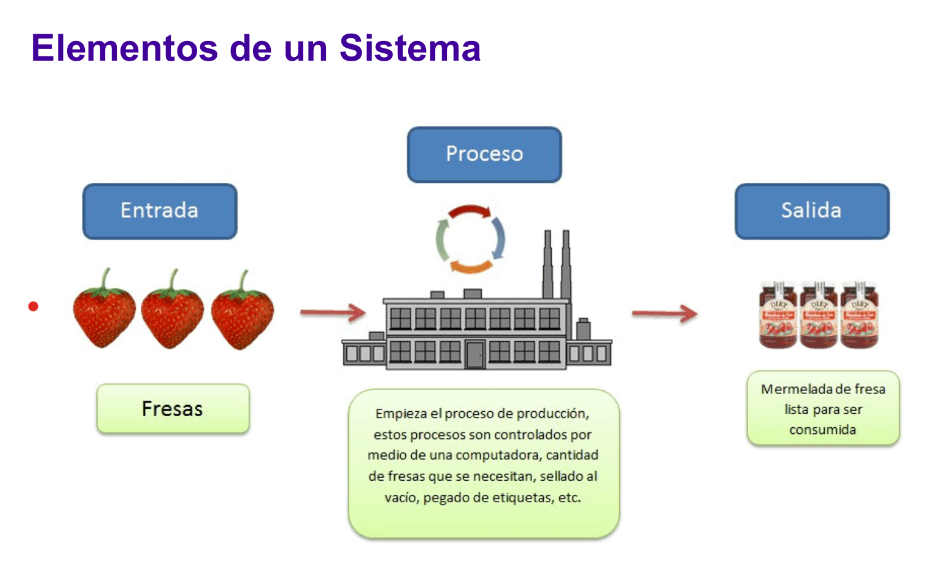 Elementos de un Sistema
Proceso
Entrada
Salida
DIET
Fresas
Empieza el proceso de producción,
estos procesos son controlados por
medio de una computadora, cantidad
de fresas que se necesitan, sellado al
vacío, pegado de etiquetas, etc.
Mermelada de fresa
lista para ser
consumida